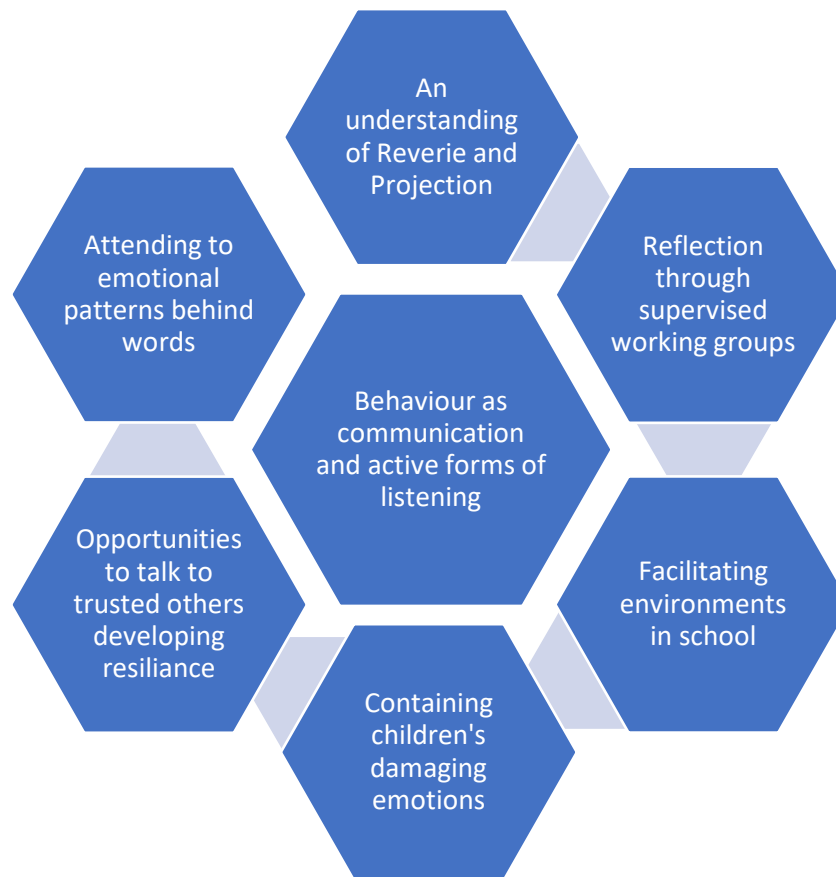 An
understanding
of Reverie and
Projection
Reflection
through
supervised
working groups
Facilitating
environments
in school
Containing
children's
damaging
emotions
Opportunities
to talk to
trusted others
developing
resiliance
Attending to
emotional
patterns behind
words
Behaviour as
communication
and active forms of
listening